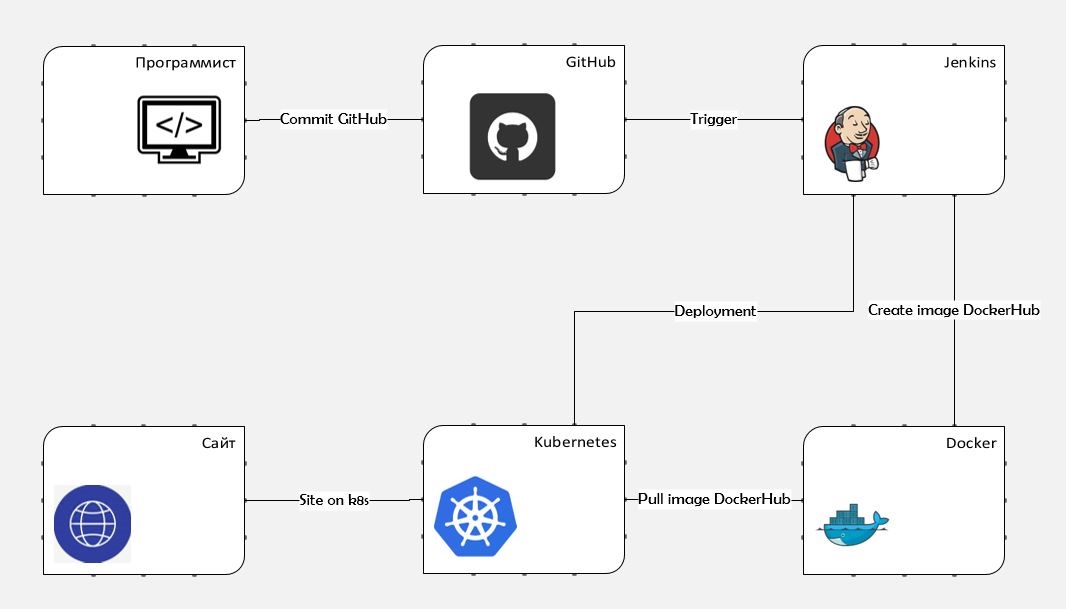 Программист
GitHub
Jenkins
Commit GitHub
Trigger
Deployment
Create image DockerHub
Сайт
Kubernetes
Docker
Site on k8s
Pull image DockerHub